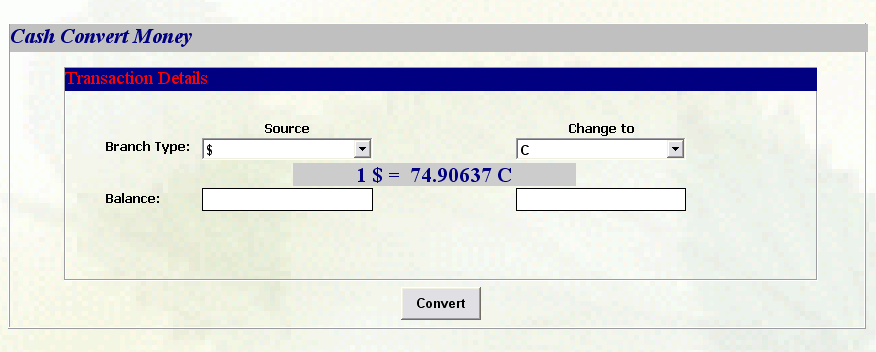 Cash Convert Money
Transaction Details
Source Change to
Branch Type: $ C
1 $ = 74.90637 C
Balance:
Convert